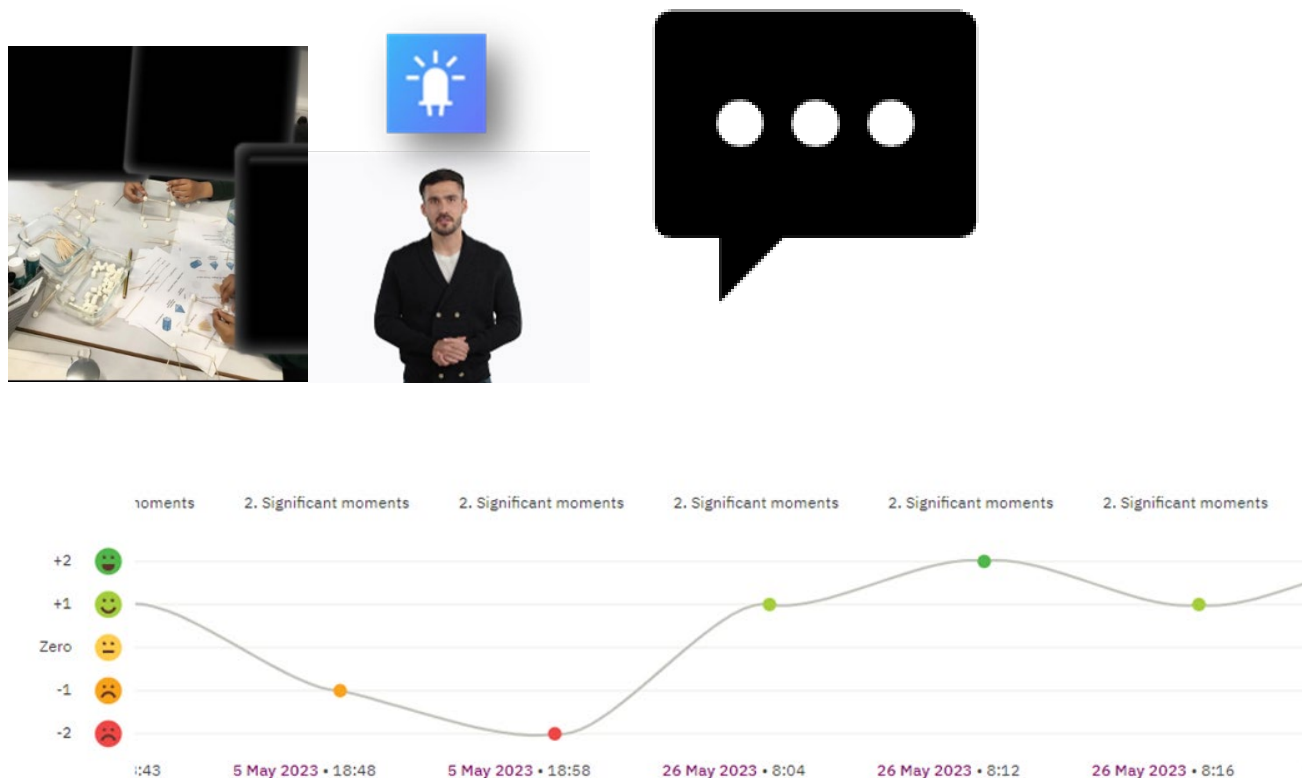 noments 2. Significant moments 2. Significant moments 2. Significant moments 2. Significant moments 2. Significant moments
+2
+1
Zero
-1
-2
:43 5 May 2023 • 18:48 5 May 2023 • 18:58 26 May 2023 • 8:04 26 May 2023 • 8:12 26 May 2023 • 8:16